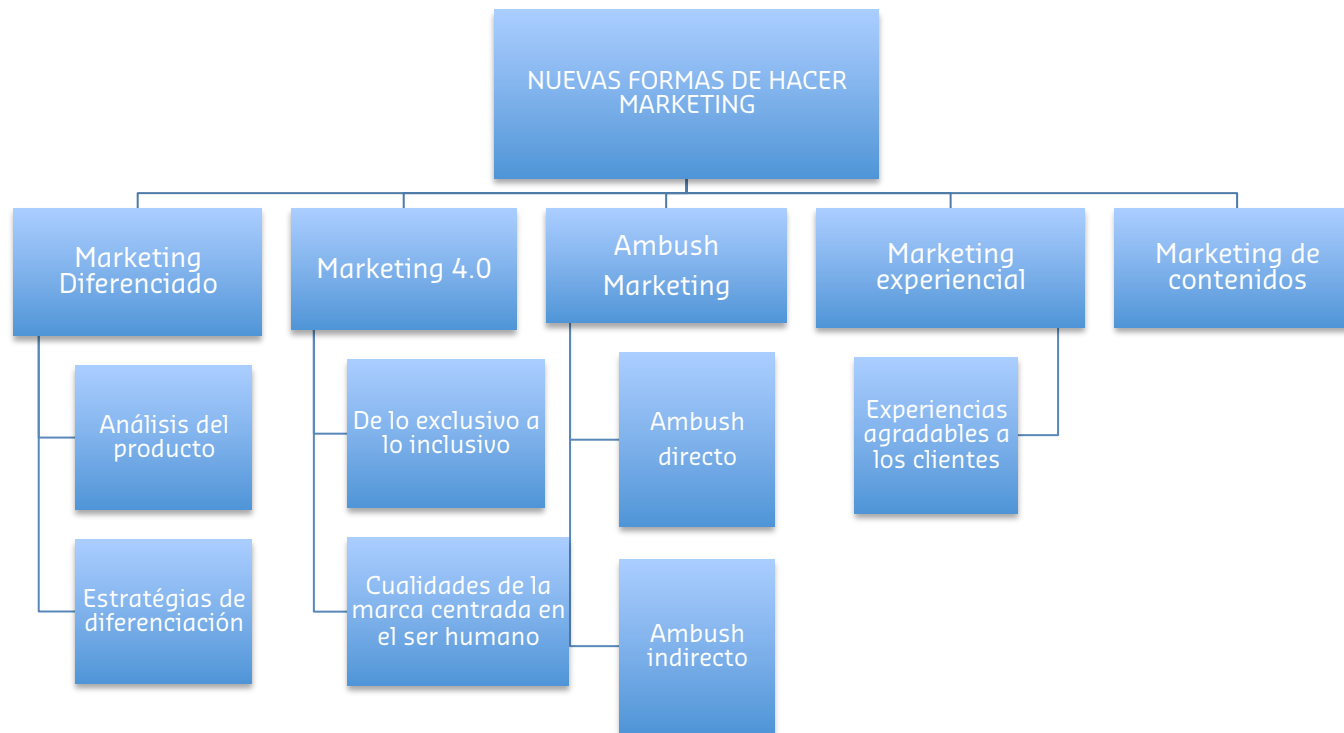 NUEVAS FORMAS DE HACER
MARKETING
Marketing
Diferenciado
Marketing 4.0
Ambush
Marketing
Marketing
experiencial
Marketing de
contenidos
Análisis del
producto
De lo exclusivo a
lo inclusivo
Ambush
directo
Experiencias
agradables a
los clientes
Estratégias de
diferenciación
Cualidades de la
marca centrada en
el ser humano
Ambush
indirecto